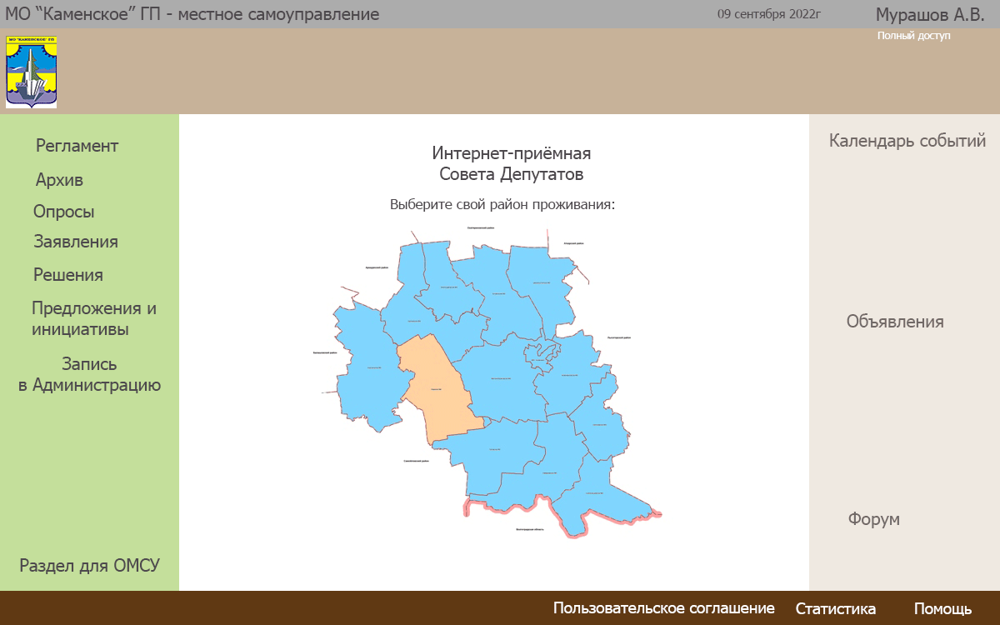 МО “Каменское” ГП - местное самоуправление
09 сентября 2022г
Мурашов А.В.
Полный доступ
МО "КАМЕНСКОЕ" ГП
Регламент
Архив
Опросы
Заявления
Решения
Предложения и
инициативы
Запись
в Администрацию
Раздел для ОМСУ
Интернет-приёмная
Совета Депутатов
Выберите свой район проживания:
Волгоградская область
Календарь событий
Объявления
Форум
Пользовательское соглашение
Статистика
Помощь